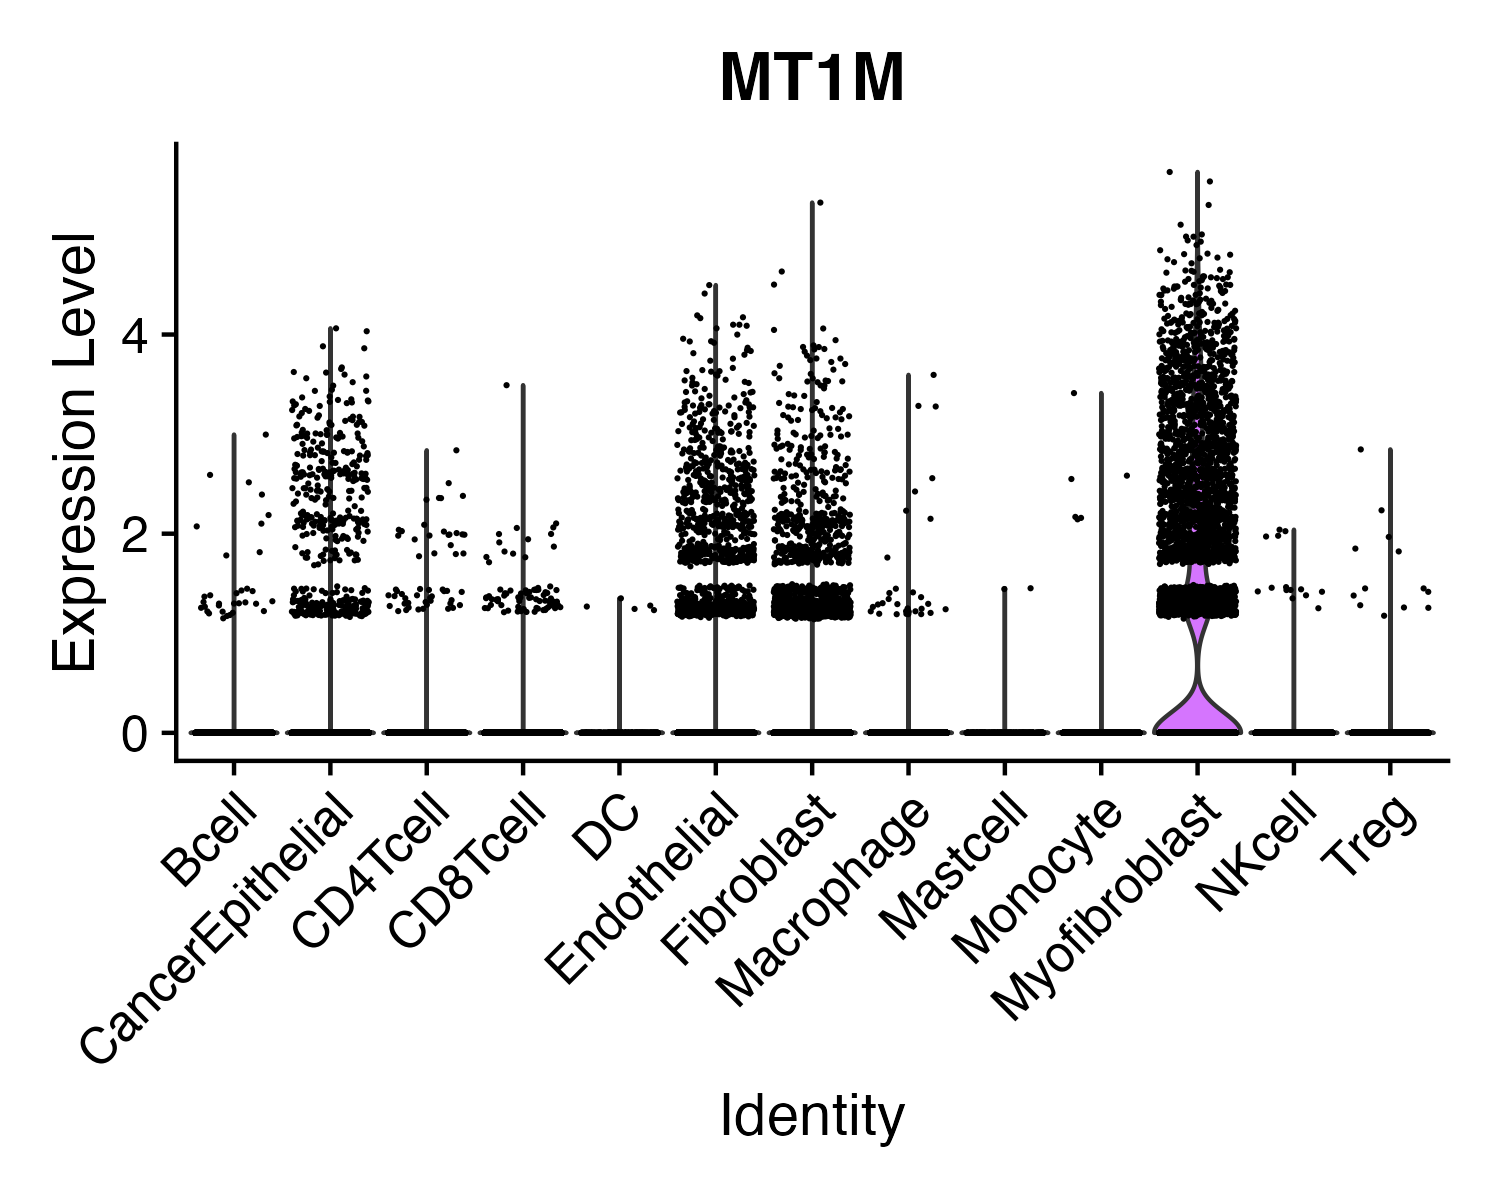 MT1M
Expression Level
4
2
0
Bcell
CancerEpithelial
CD4Tcell
CD8Tcell
DC
Endothelial
Fibroblast
Macrophage
Mastcell
Monocyte
Myofibroblast
NKcell
Treg
Identity